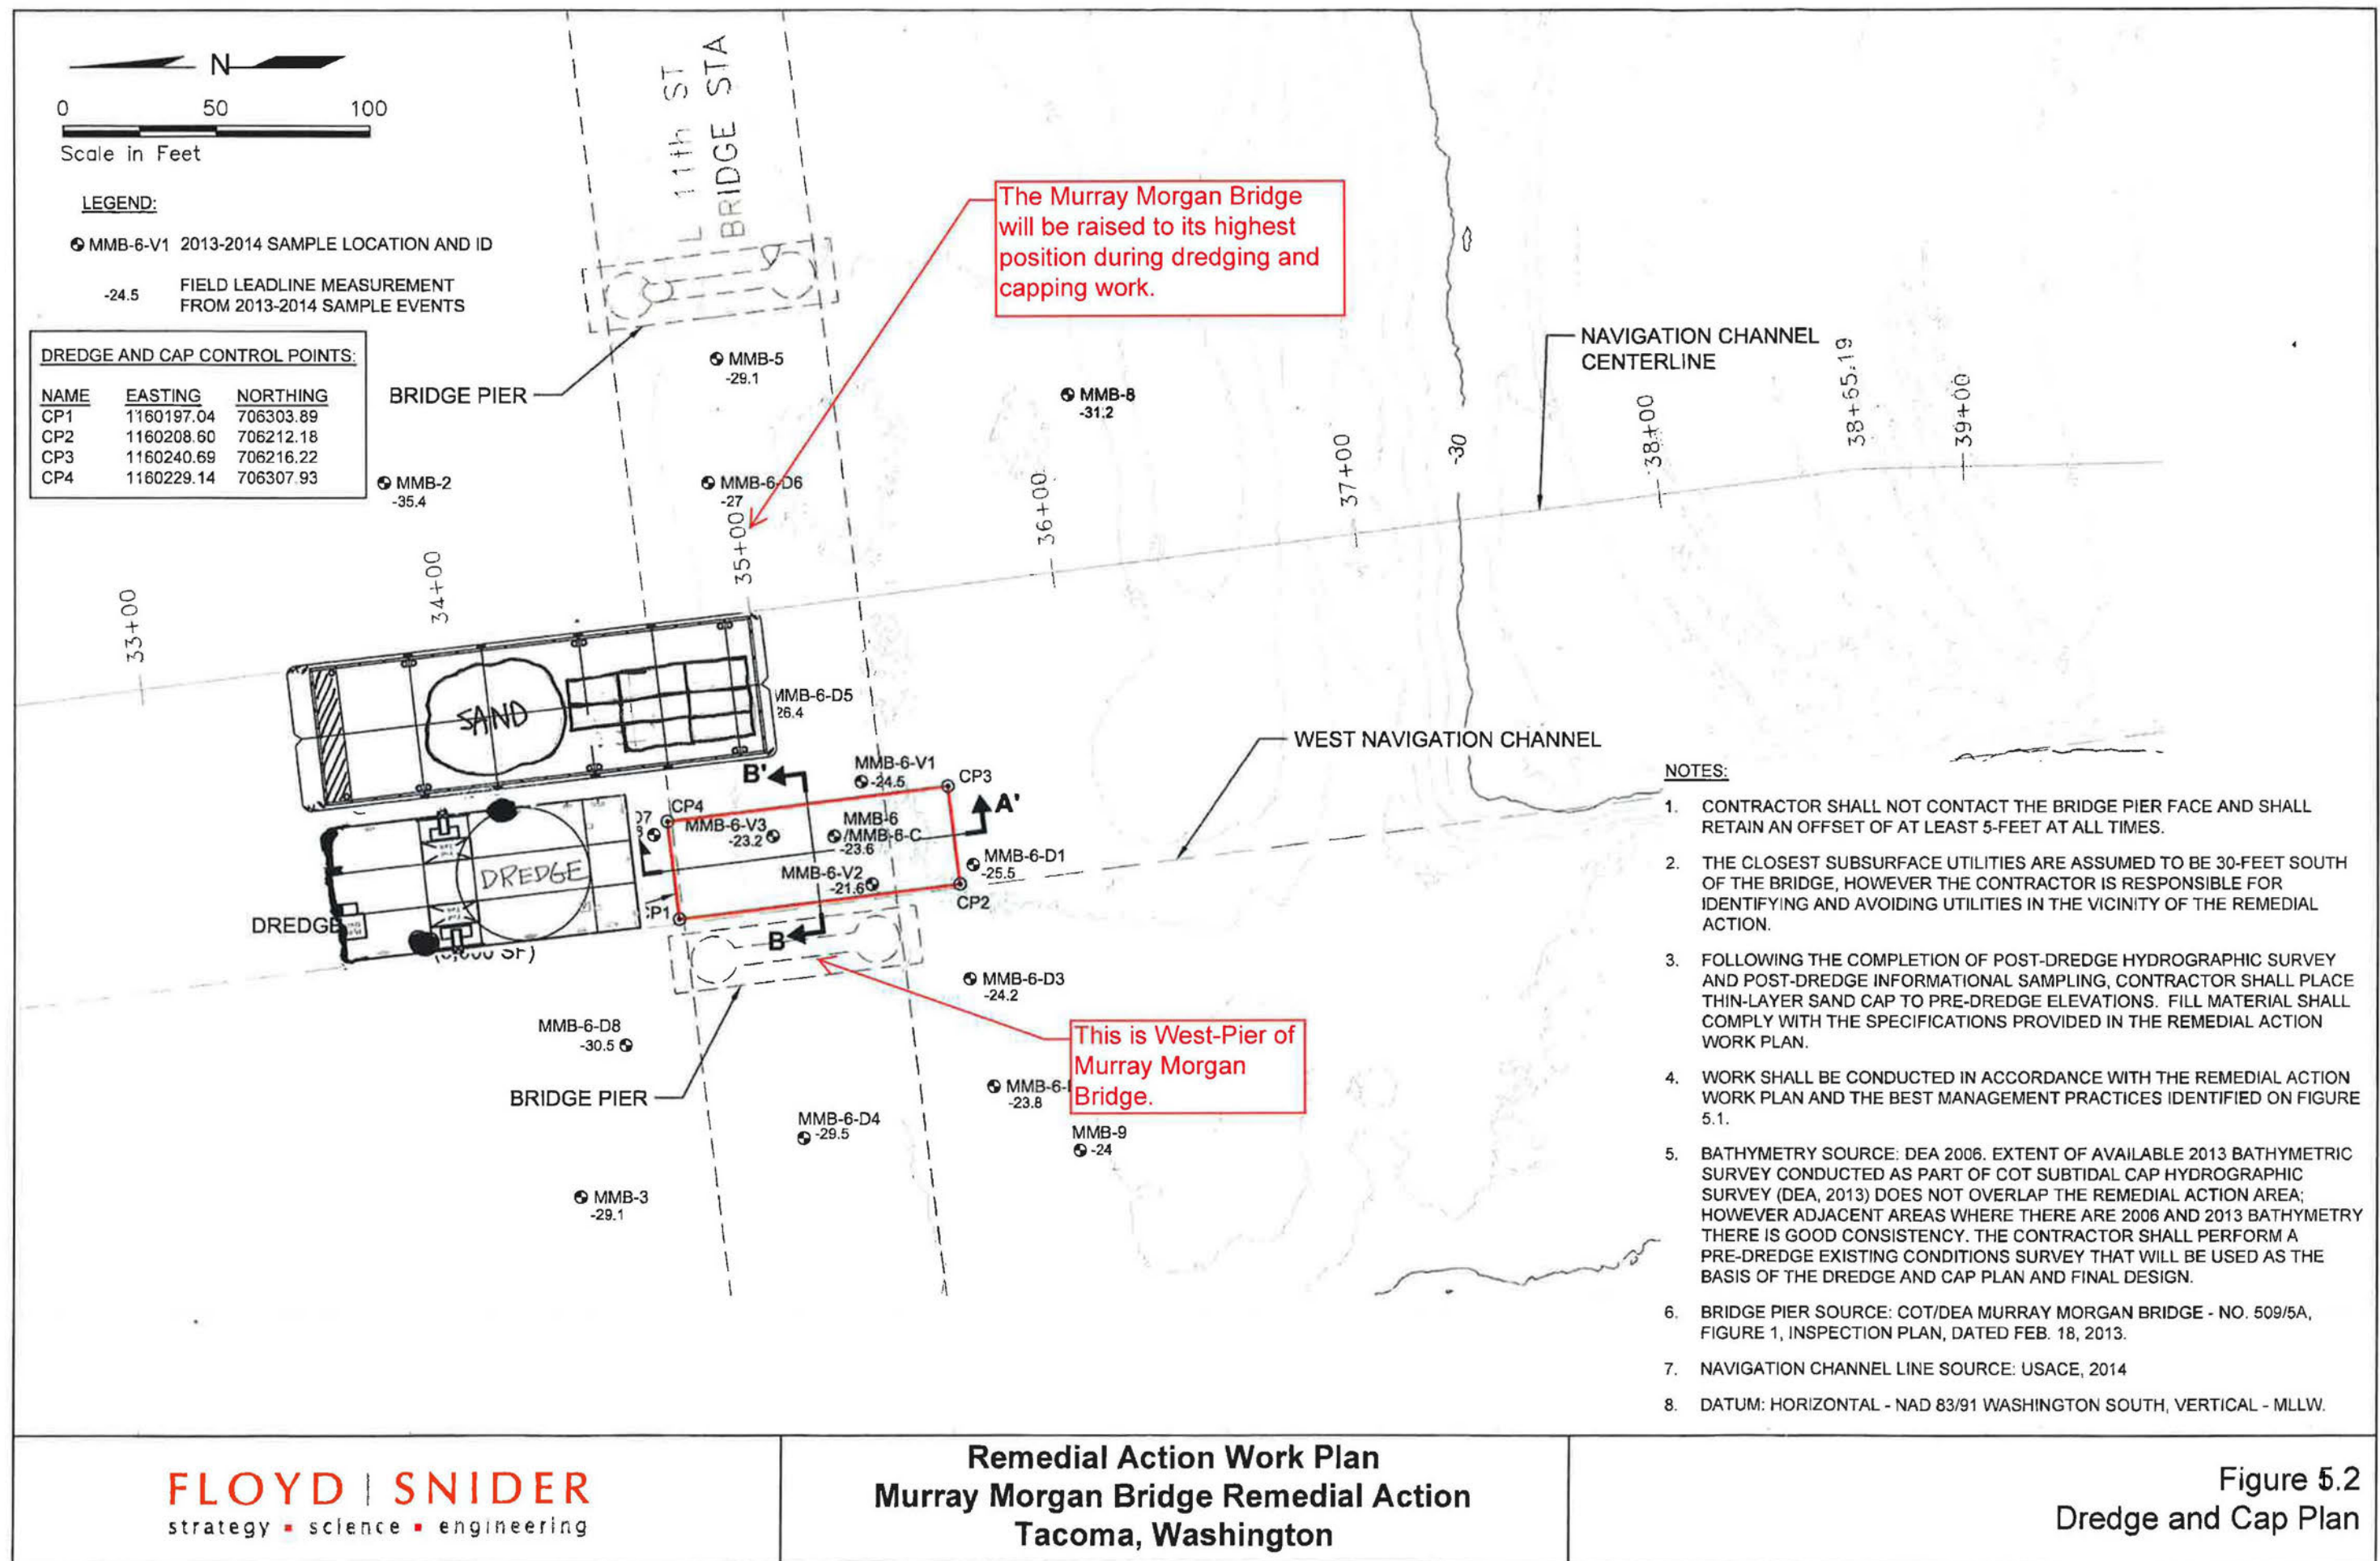 N
0 50 100
Scale in Feet
LEGEND:
MMB-6-V1 2013-2014 SAMPLE LOCATION AND ID
-24.5 FIELD LEADLINE MEASUREMENT
FROM 2013-2014 SAMPLE EVENTS
DREDGE AND CAP CONTROL POINTS:
NAME EASTING NORTHING
CP1 1160197.04 706303.89
CP2 1160208.60 706212.18
CP3 1160240.69 706216.22
CP4 1160229.14 706307.93
L 11th ST
BRIDGE STA
The Murray Morgan Bridge
will be raised to its highest
position during dredging and
capping work.
BRIDGE PIER
MMB-5
-29.1
MMB-8
-31.2
NAVIGATION CHANNEL
CENTERLINE
MMB-2
-35.4
MMB-6-D6
-27
33+00
34+00
35+00
36+00
37+00
-30
38+00
38+65.19
39+00
SAND
MMB-6-D5
26.4
WEST NAVIGATION CHANNEL
B'
MMB-6-V1
-24.5
CP3
CP4
A'
MMB-6-V3
-23.2
MMB-6
/MMB-6-C
-23.6
MMB-6-D1
-25.5
MMB-6-V2
-21.6
CP2
DREDGE
DREDGE
B
MMB-6-D3
-24.2
MMB-6-D8
-30.5
This is West-Pier of
Murray Morgan
Bridge.
BRIDGE PIER
MMB-6-
-23.8
MMB-6-D4
-29.5
MMB-9
-24
MMB-3
-29.1
NOTES:
1. CONTRACTOR SHALL NOT CONTACT THE BRIDGE PIER FACE AND SHALL
RETAIN AN OFFSET OF AT LEAST 5-FEET AT ALL TIMES.
2. THE CLOSEST SUBSURFACE UTILITIES ARE ASSUMED TO BE 30-FEET SOUTH
OF THE BRIDGE, HOWEVER THE CONTRACTOR IS RESPONSIBLE FOR
IDENTIFYING AND AVOIDING UTILITIES IN THE VICINITY OF THE REMEDIAL
ACTION.
3. FOLLOWING THE COMPLETION OF POST-DREDGE HYDROGRAPHIC SURVEY
AND POST-DREDGE INFORMATIONAL SAMPLING, CONTRACTOR SHALL PLACE
THIN-LAYER SAND CAP TO PRE-DREDGE ELEVATIONS. FILL MATERIAL SHALL
COMPLY WITH THE SPECIFICATIONS PROVIDED IN THE REMEDIAL ACTION
WORK PLAN.
4. WORK SHALL BE CONDUCTED IN ACCORDANCE WITH THE REMEDIAL ACTION
WORK PLAN AND THE BEST MANAGEMENT PRACTICES IDENTIFIED ON FIGURE
5.1.
5. BATHYMETRY SOURCE: DEA 2006. EXTENT OF AVAILABLE 2013 BATHYMETRIC
SURVEY CONDUCTED AS PART OF COT SUBTIDAL CAP HYDROGRAPHIC
SURVEY (DEA, 2013) DOES NOT OVERLAP THE REMEDIAL ACTION AREA;
HOWEVER ADJACENT AREAS WHERE THERE ARE 2006 AND 2013 BATHYMETRY
THERE IS GOOD CONSISTENCY. THE CONTRACTOR SHALL PERFORM A
PRE-DREDGE EXISTING CONDITIONS SURVEY THAT WILL BE USED AS THE
BASIS OF THE DREDGE AND CAP PLAN AND FINAL DESIGN.
6. BRIDGE PIER SOURCE: COT/DEA MURRAY MORGAN BRIDGE - NO. 509/5A,
FIGURE 1, INSPECTION PLAN, DATED FEB. 18, 2013.
7. NAVIGATION CHANNEL LINE SOURCE: USACE, 2014
8. DATUM: HORIZONTAL - NAD 83/91 WASHINGTON SOUTH, VERTICAL - MLLW.
FLOYD | SNIDER
strategy ▪ science ▪ engineering
Remedial Action Work Plan
Murray Morgan Bridge Remedial Action
Tacoma, Washington
Figure 5.2
Dredge and Cap Plan